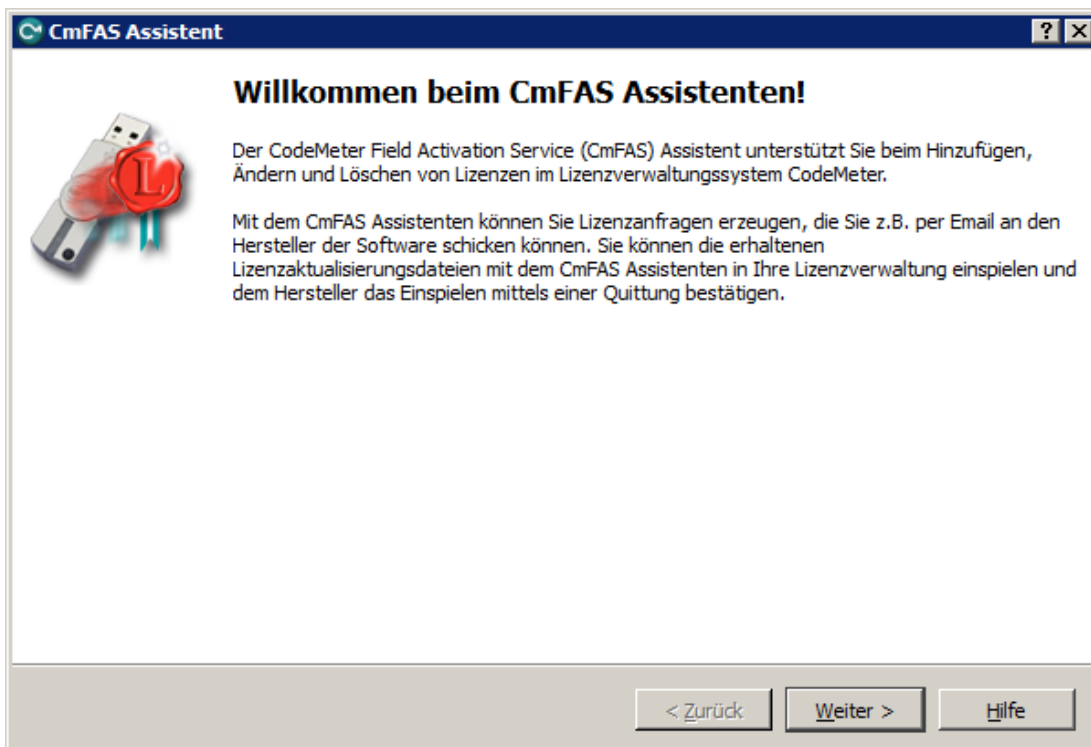 CmFAS Assistent
Willkommen beim CmFAS Assistenten!
Der CodeMeter Field Activation Service (CmFAS) Assistent unterstützt Sie beim Hinzufügen,
Ändern und Löschen von Lizenzen im Lizenzverwaltungssystem CodeMeter.
Mit dem CmFAS Assistenten können Sie Lizenzanfragen erzeugen, die Sie z.B. per Email an den
Hersteller der Software schicken können. Sie können die erhaltenen
Lizenzaktualisierungsdateien mit dem CmFAS Assistenten in Ihre Lizenzverwaltung einspielen und
dem Hersteller das Einspielen mittels einer Quittung bestätigen.
L
< Zurück Weiter > Hilfe